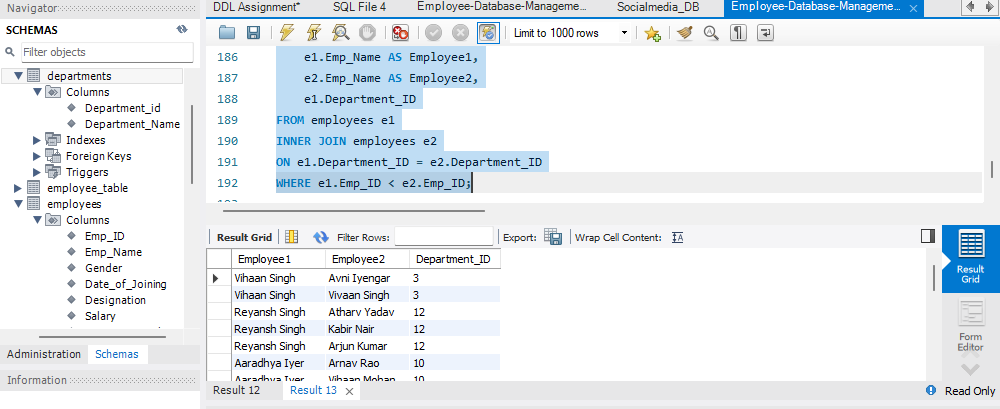 Navigator
DDL Assignment* SQL File 4 Employee-Database-Manageme... Socialmedia_DB Employee-Database-Manageme...
SCHEMAS
Filter objects
Limit to 1000 rows
departments
Columns
Department_id
Department_Name
Indexes
Foreign Keys
Triggers
employee_table
employees
Columns
Emp_ID
Emp_Name
Gender
Date_of_Joining
Designation
Salary
Administration Schemas
Information
186 e1.Emp_Name AS Employee1,
187 e2.Emp_Name AS Employee2,
188 e1.Department_ID
189 FROM employees e1
190 INNER JOIN employees e2
191 ON e1.Department_ID = e2.Department_ID
192 WHERE e1.Emp_ID < e2.Emp_ID;
Result Grid Filter Rows: Export: Wrap Cell Content:
Employee1 Employee2 Department_ID
Vihaan Singh Avni Iyengar 3
Vihaan Singh Vivaan Singh 3
Reyansh Singh Atharv Yadav 12
Reyansh Singh Kabir Nair 12
Reyansh Singh Arjun Kumar 12
Aaradhya Iyer Arnav Rao 10
Aaradhya Iyer Vihaan Mohan 10
Result Grid
Form Editor
Result 12 Result 13
Read Only